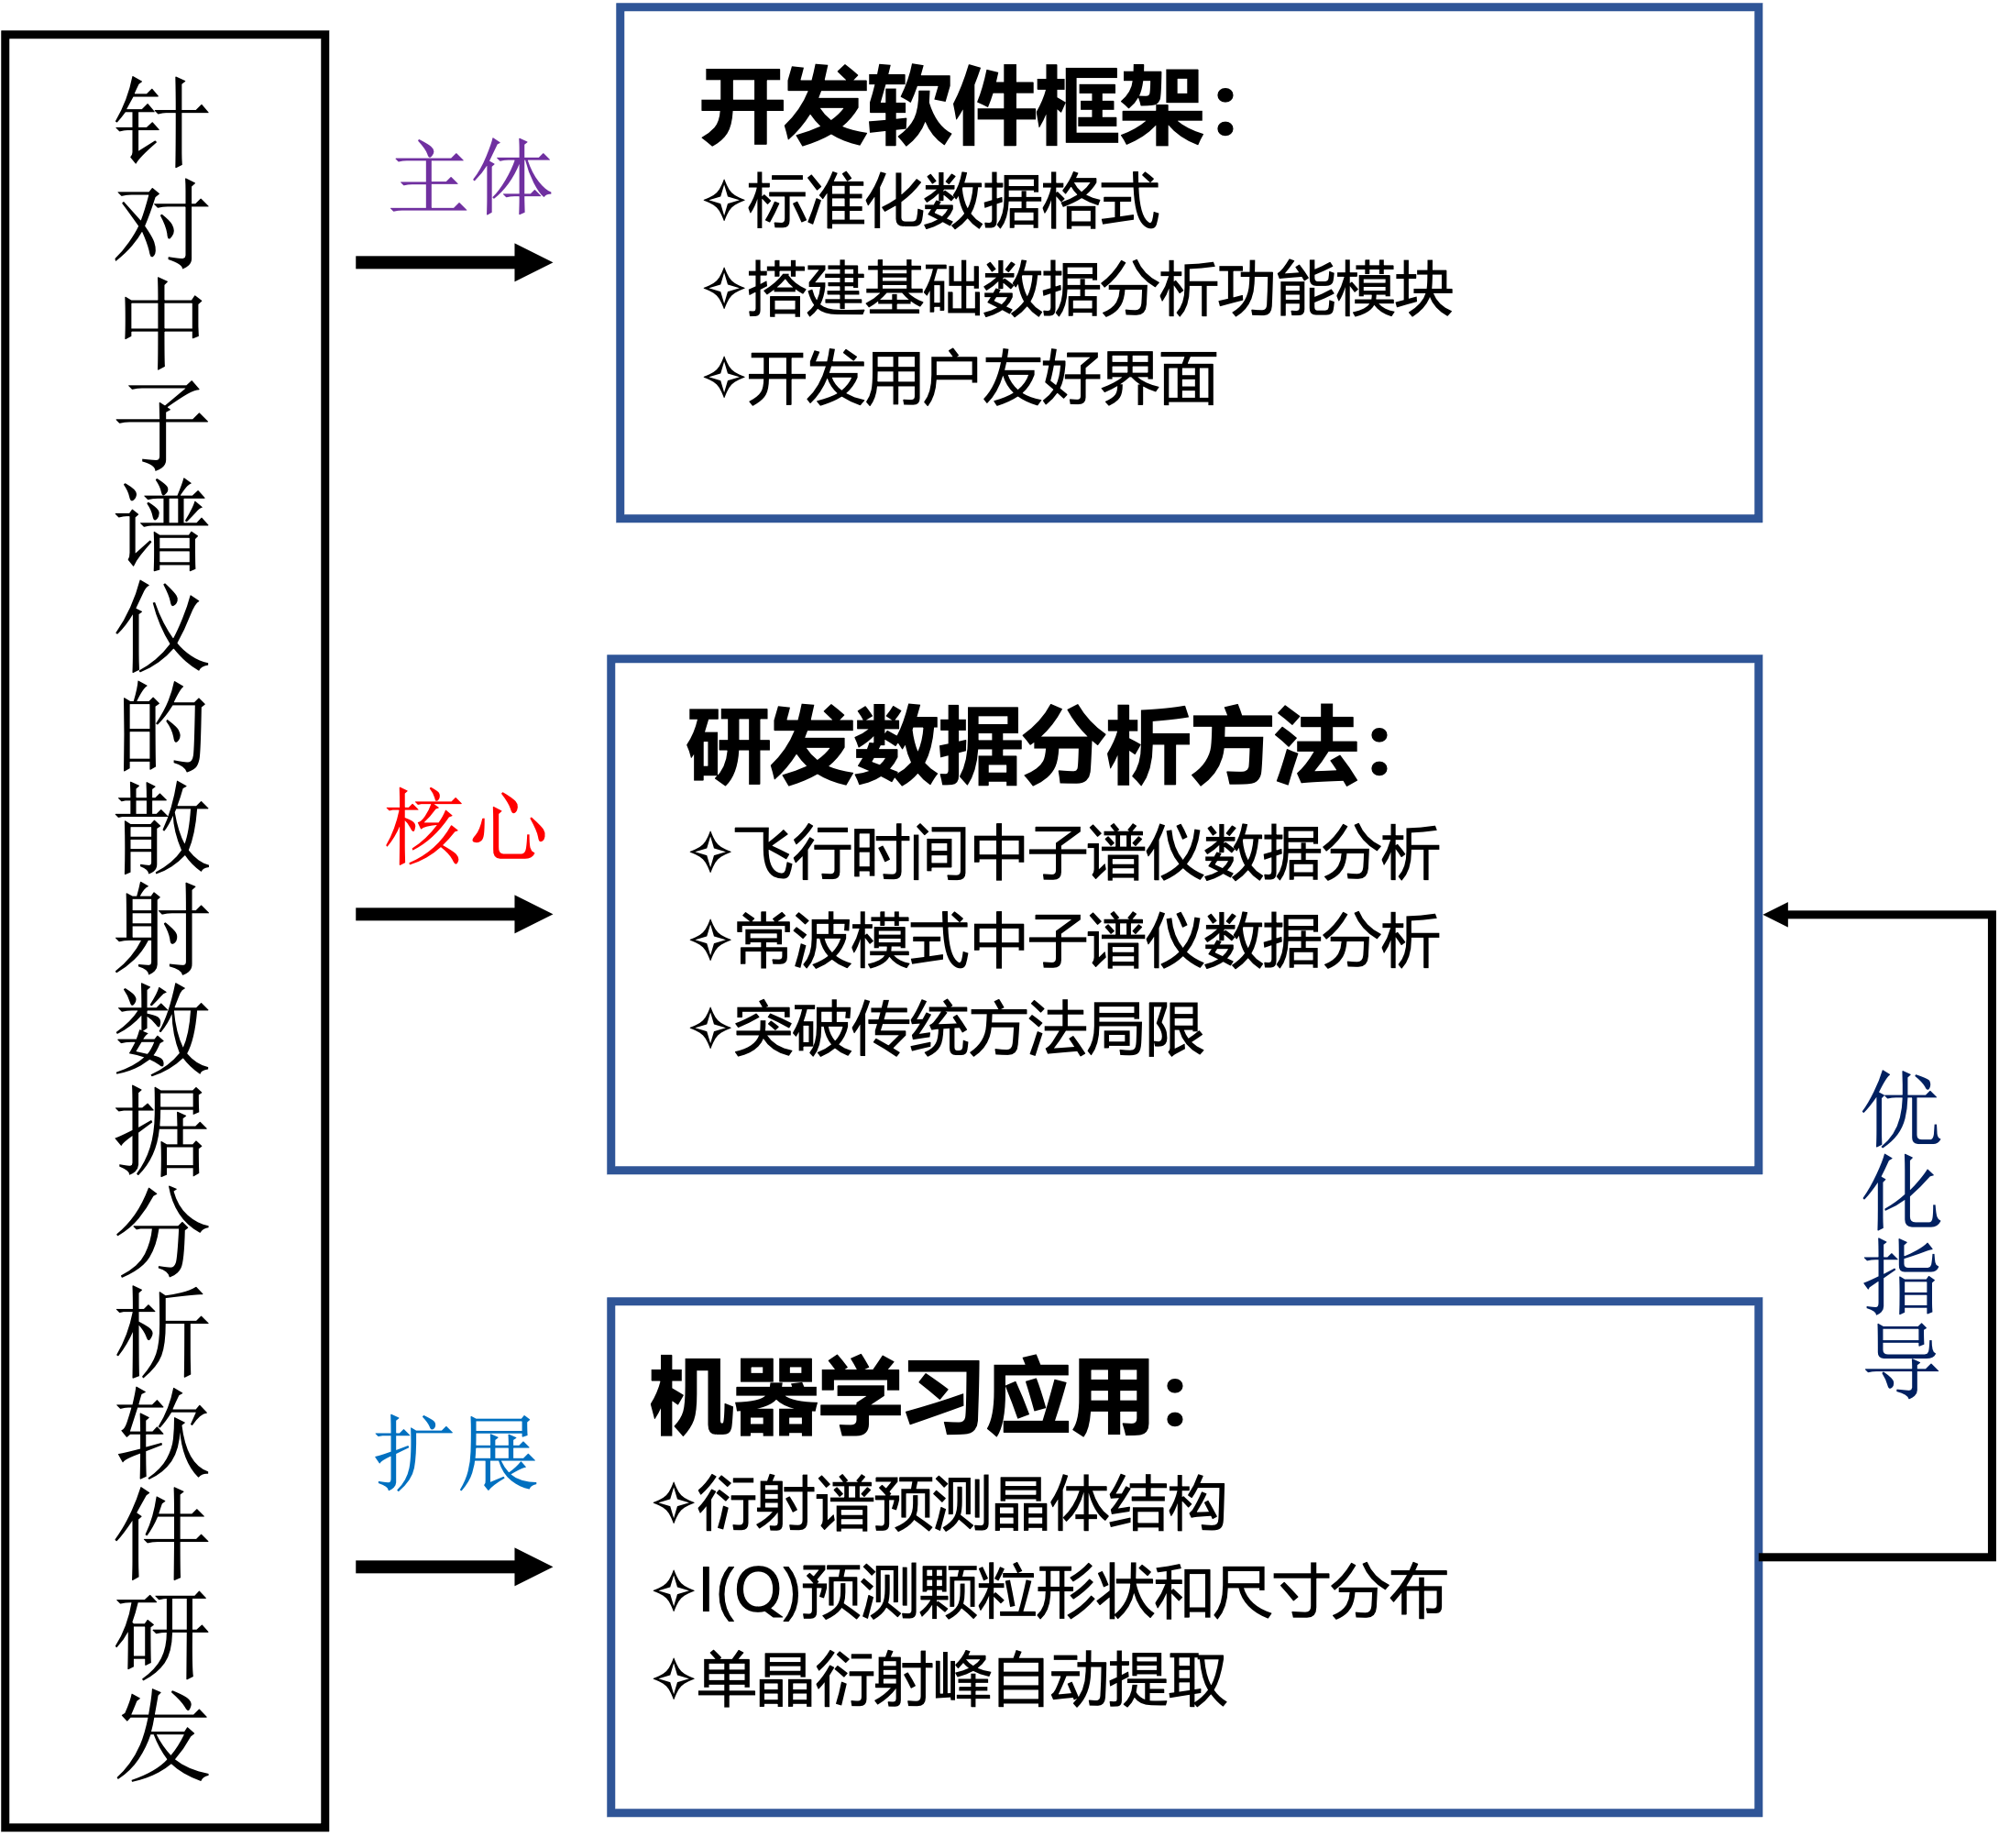 针对中子谱仪的散射数据分析软件研发
主体
开发软件框架：
✧标准化数据格式
✧搭建基础数据分析功能模块
✧开发用户友好界面
核心
研发数据分析方法：
✧飞行时间中子谱仪数据分析
✧常波模式中子谱仪数据分析
✧突破传统方法局限
扩展
机器学习应用：
✧衍射谱预测晶体结构
✧I(Q)预测颗粒形状和尺寸分布
✧单晶衍射峰自动提取
优化指导